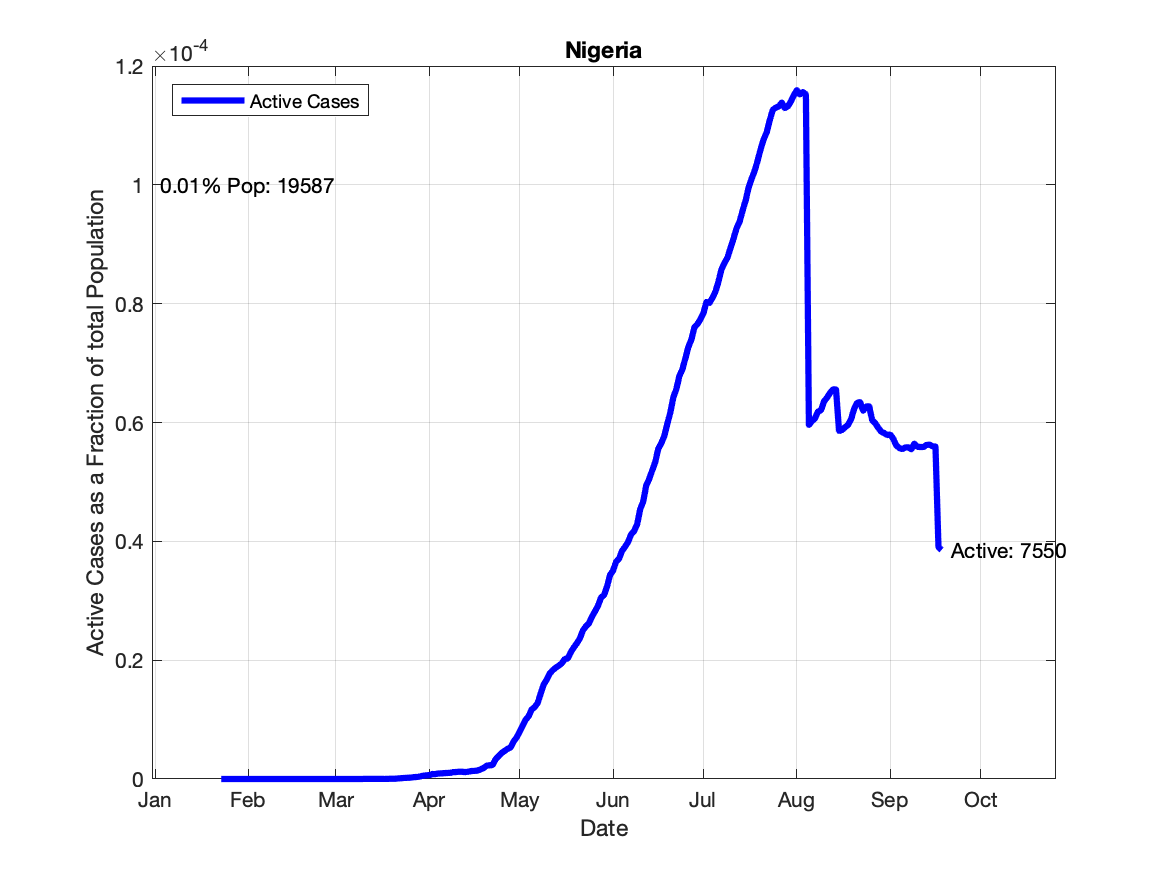 Nigeria
×10-4
1.2
1
0.8
0.6
0.4
0.2
0
Active Cases as a Fraction of total Population
Active Cases
0.01% Pop: 19587
Active: 7550
Jan Feb Mar Apr May Jun Jul Aug Sep Oct
Date